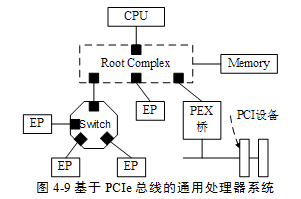 CPU
Root Complex
Memory
EP
Switch
EP
PEX
桥
PCI设备
EP
EP
图 4-9 基于 PCIe 总线的通用处理器系统